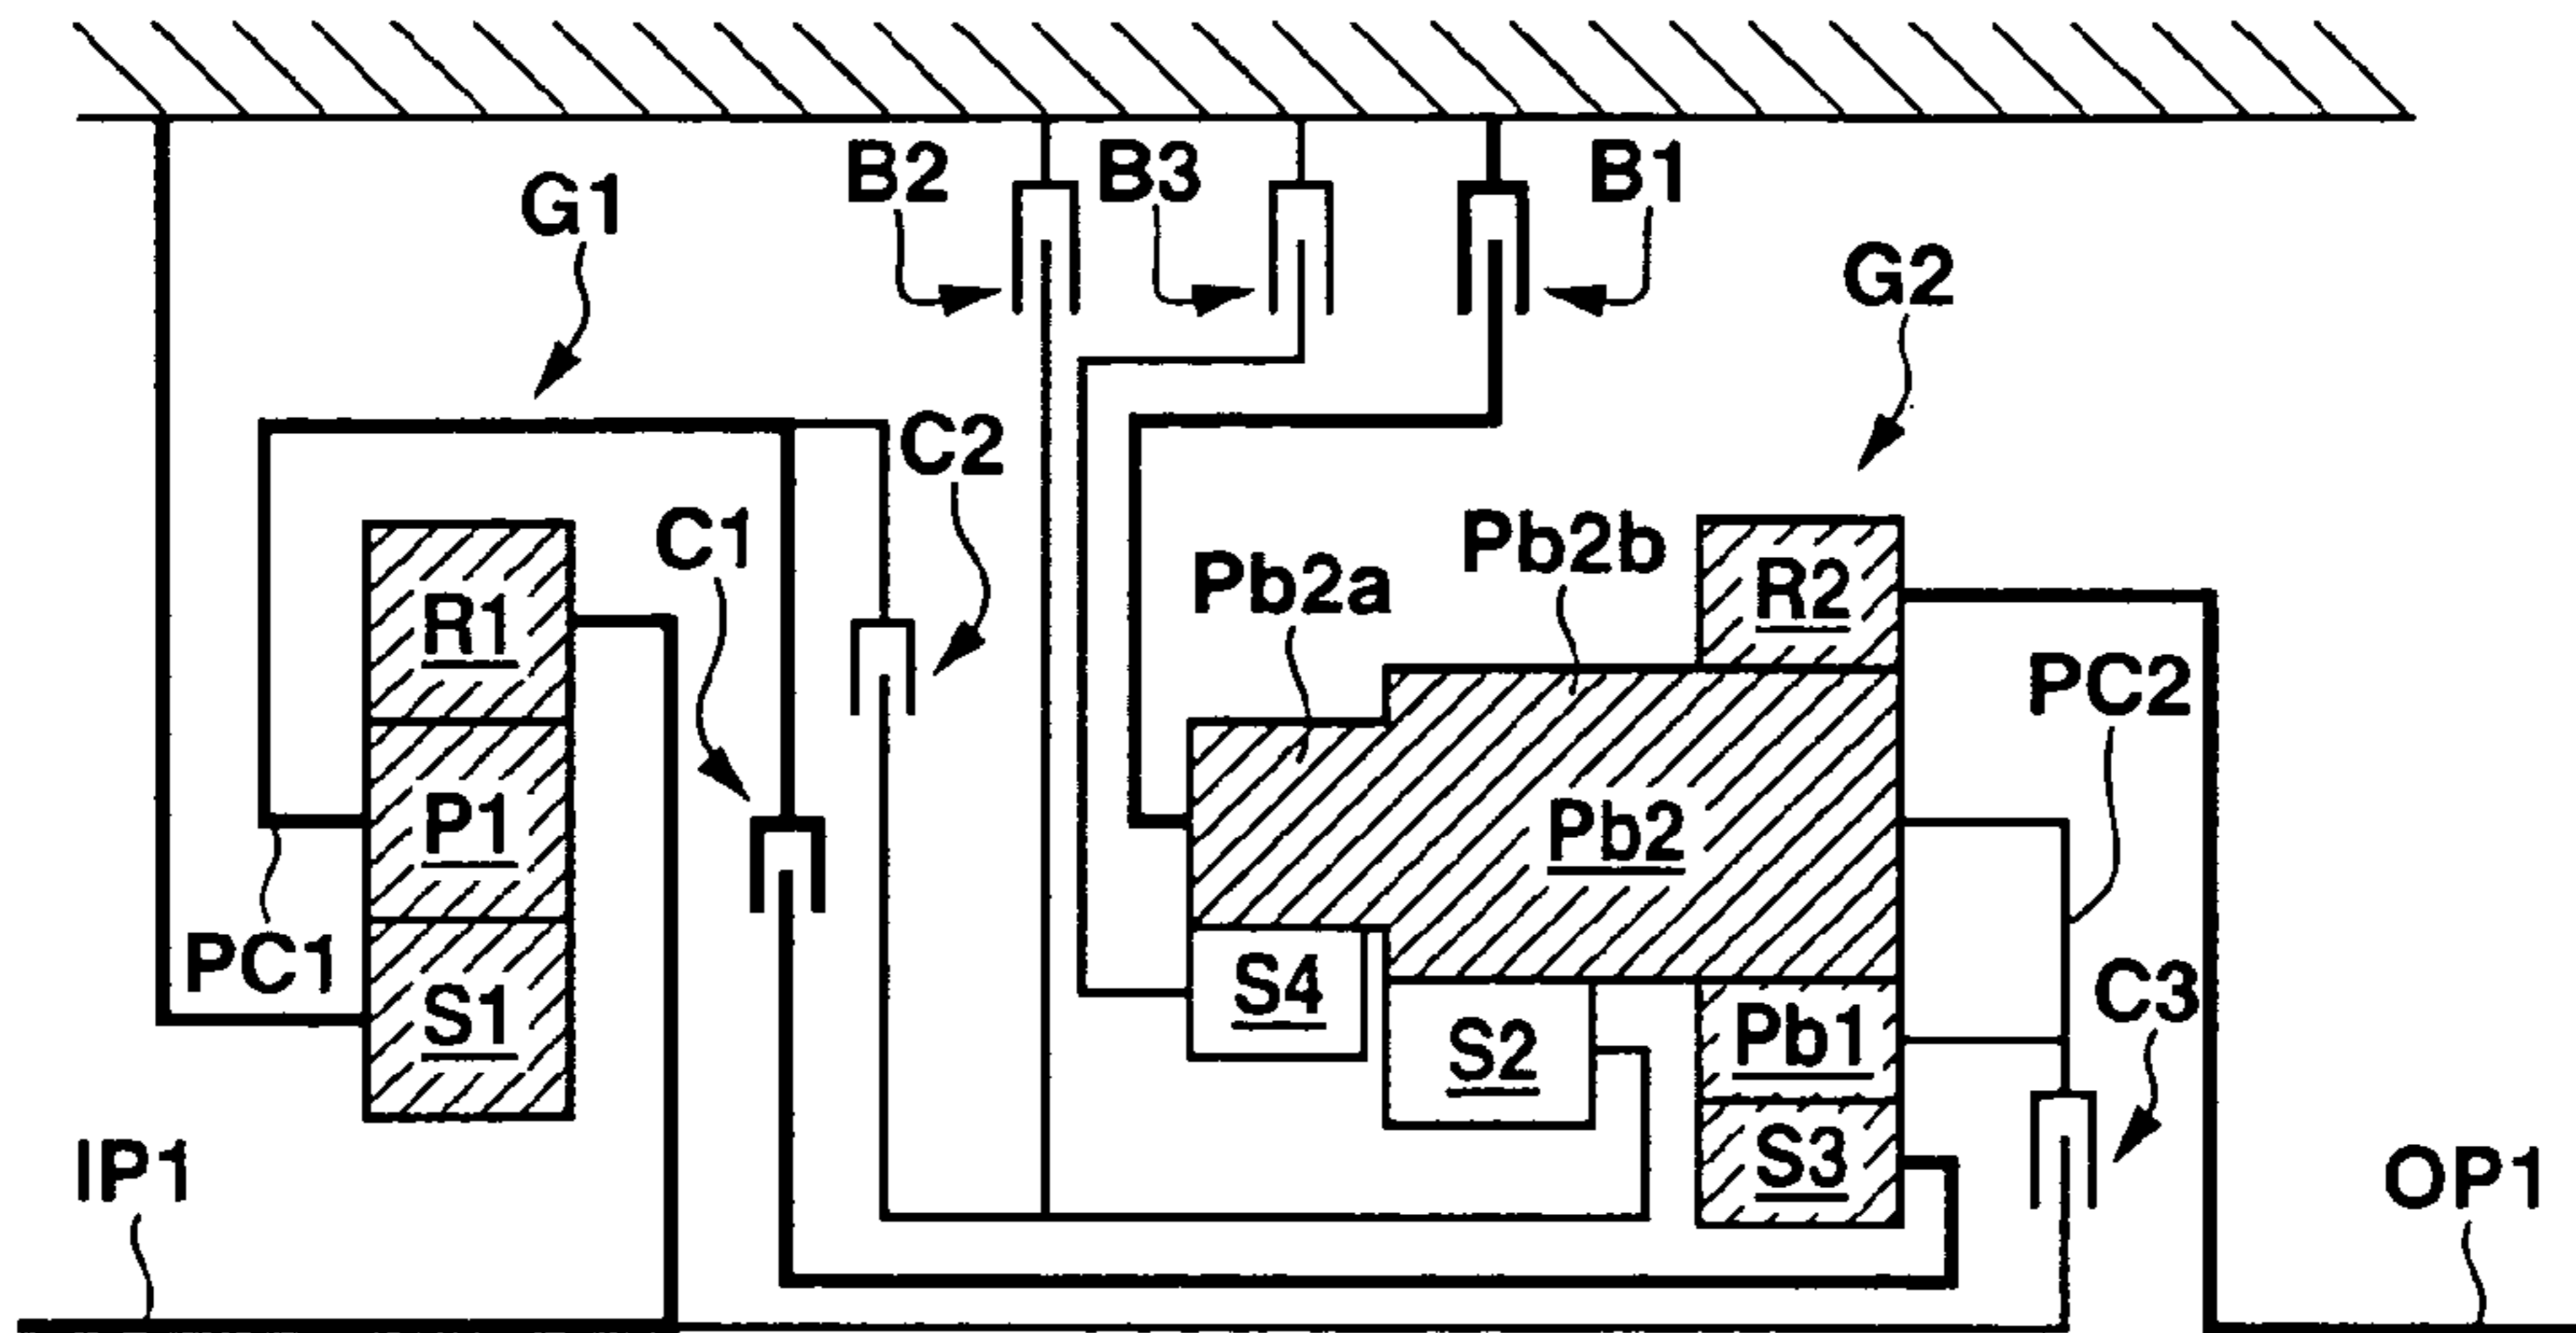 B2
B3
B1
G1
G2
C2
C1
Pb2a
Pb2b
R2
R1
PC2
P1
Pb2
PC1
S4
S1
S2
Pb1
C3
S3
IP1
OP1